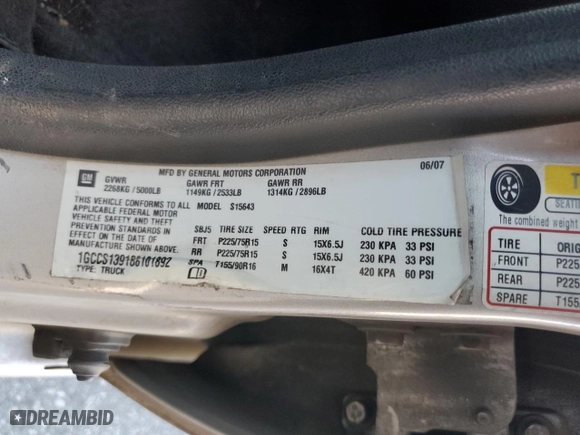 MFD BY GENERAL MOTORS CORPORATION 06/07
GM GVWR GAWR FRT GAWR RR
2268KG/5000LB 1149KG/2533LB 1314KG/2896LB
THIS VEHICLE CONFORMS TO ALL MODEL S15643
APPLICABLE FEDERAL MOTOR
VEHICLE SAFETY AND THEFT
PREVENTION STANDARDS IN
EFFECT ON THE DATE OF
MANUFACTURE SHOWN ABOVE.
1GCCS139186101692
TYPE: TRUCK
SBJ5 TIRE SIZE SPEED RTG RIM COLD TIRE PRESSURE
FRT P225/75R15 S 15X6.5J 230 KPA 33 PSI
RR P225/75R15 S 15X6.5J 230 KPA 33 PSI
SPA T155/90R16 M 16X4T 420 KPA 60 PSI
The combined weight
TIRE
FRONT P225
REAR P225
SPARE T155
DREAMBID